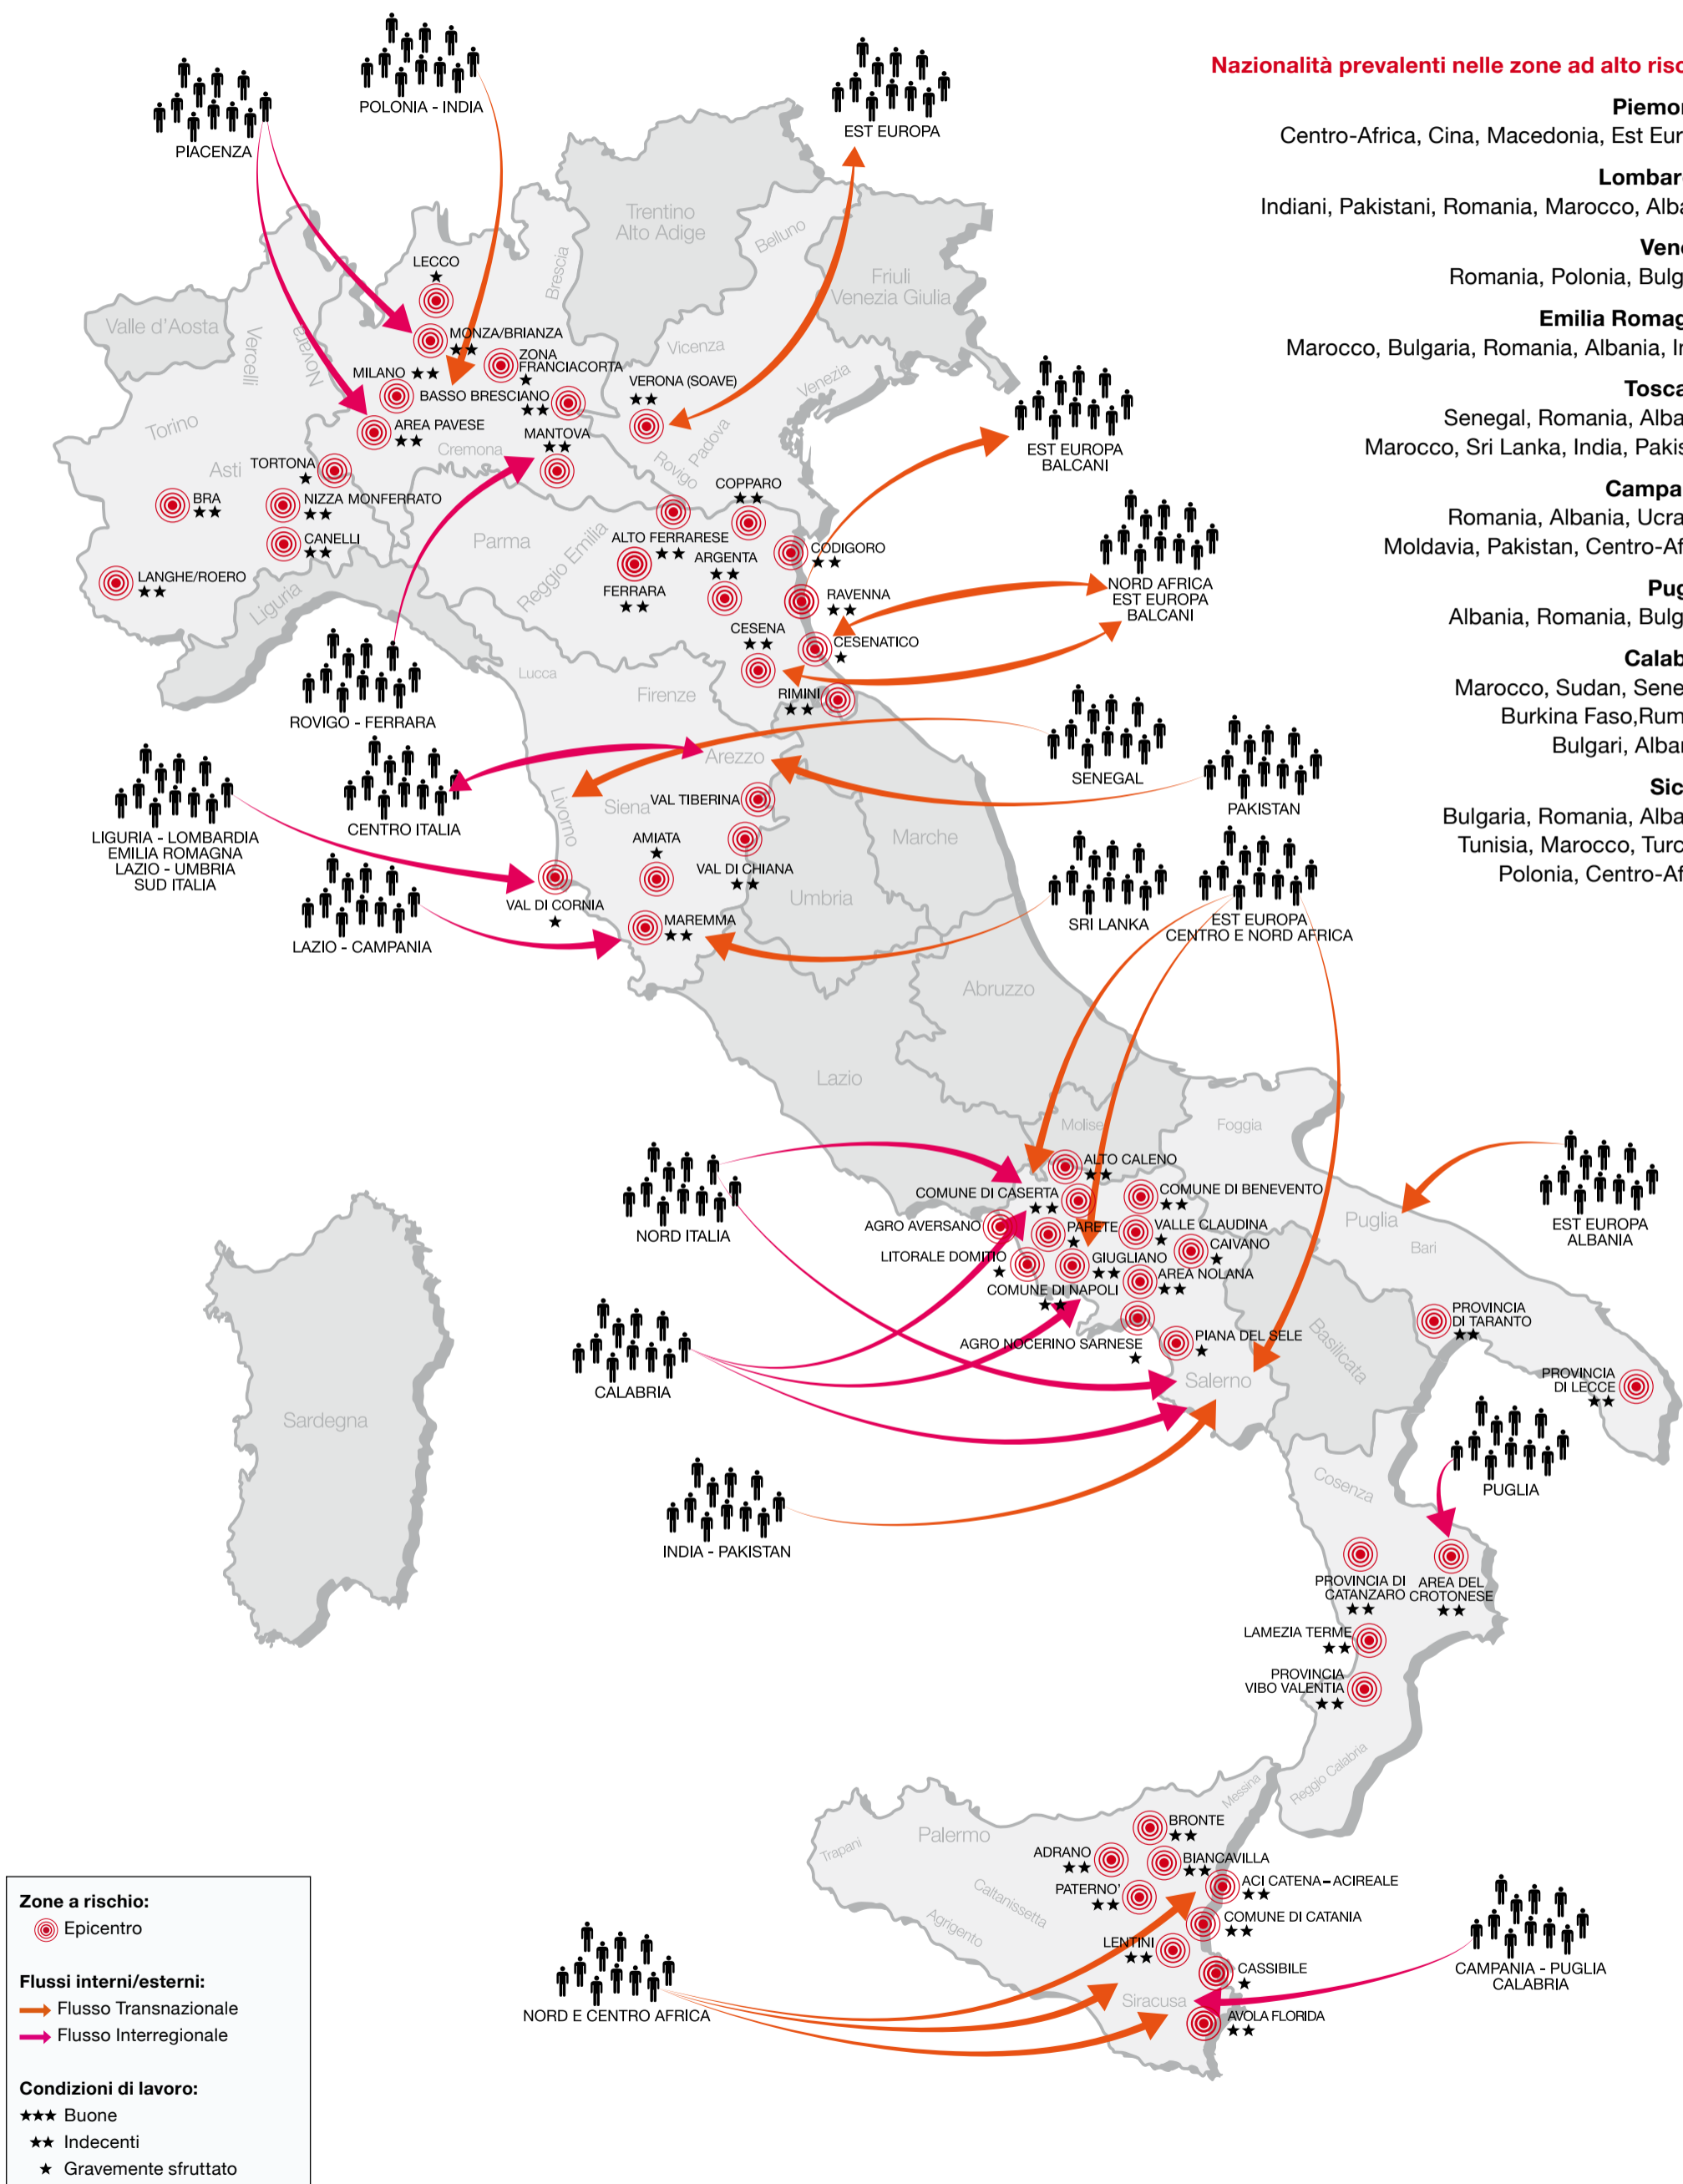 POLONIA - INDIA
PIACENZA
EST EUROPA
Nazionalità prevalenti nelle zone ad alto risc
Piemon
Centro-Africa, Cina, Macedonia, Est Eur
Lombard
Indiani, Pakistani, Romania, Marocco, Alba
Vene
Romania, Polonia, Bulg
Emilia Romag
Marocco, Bulgaria, Romania, Albania, In
Tosca
Senegal, Romania, Alba
Marocco, Sri Lanka, India, Pakis
Campa
Romania, Albania, Ucra
Moldavia, Pakistan, Centro-Af
Pug
Albania, Romania, Bulg
Calab
Marocco, Sudan, Sene
Burkina Faso,Rum
Bulgari, Alban
Sic
Bulgaria, Romania, Alba
Tunisia, Marocco, Turc
Polonia, Centro-Af
Trentino
Alto Adige
Belluno
Friuli
Venezia Giulia
Brescia
Valle d'Aosta
Vercelli
Novara
Vicenza
Venezia
LECCO
★
MONZA/BRIANZA
★★
ZONA
FRANCIACORTA
★
MILANO ★★
BASSO BRESCIANO
★★
VERONA (SOAVE)
★★
AREA PAVESE
★★
Cremona
MANTOVA
★★
Torino
Asti
Padova
Rovigo
TORTONA
★
BRA
★★
NIZZA MONFERRATO
★★
CANELLI
★★
LANGHE/ROERO
★★
Liguria
Parma
Reggio Emilia
COPPARO
★★
ALTO FERRARESE
★★
CODIGORO
★★
ARGENTA
★★
FERRARA
★★
RAVENNA
★★
CESENA
★★
CESENATICO
★
RIMINI
★★
EST EUROPA
BALCANI
NORD AFRICA
EST EUROPA
BALCANI
Lucca
Firenze
ROVIGO - FERRARA
SENEGAL
PAKISTAN
Arezzo
CENTRO ITALIA
LIGURIA - LOMBARDIA
EMILIA ROMAGNA
LAZIO - UMBRIA
SUD ITALIA
Livorno
Siena
VAL TIBERINA
AMIATA
★
VAL DI CHIANA
★★
Marche
Umbria
VAL DI CORNIA
★
MAREMMA
★★
LAZIO - CAMPANIA
SRI LANKA
EST EUROPA
CENTRO E NORD AFRICA
Abruzzo
Lazio
Molise
Foggia
NORD ITALIA
ALTO CALENO
★★
COMUNE DI CASERTA
★★
COMUNE DI BENEVENTO
★★
AGRO AVERSANO
PARETE
★
VALLE CLAUDINA
★
CAIVANO
★
LITORALE DOMITIO
★
GIUGLIANO
★★
AREA NOLANA
★★
COMUNE DI NAPOLI
★★
AGRO NOCERINO SARNESE
★
PIANA DEL SELE
★
Salerno
Basilicata
Puglia
Bari
EST EUROPA
ALBANIA
PROVINCIA
DI TARANTO
★★
PROVINCIA
DI LECCE
★★
CALABRIA
Sardegna
INDIA - PAKISTAN
PUGLIA
Cosenza
PROVINCIA DI
CATANZARO
★★
AREA DEL
CROTONESE
★★
LAMEZIA TERME
★★
PROVINCIA
VIBO VALENTIA
★★
Reggio Calabria
Messina
Palermo
Trapani
Caltanissetta
Agrigento
BRONTE
★★
ADRANO
★★
BIANCAVILLA
★★
PATERNO'
★★
ACI CATENA – ACIREALE
★★
COMUNE DI CATANIA
★★
LENTINI
★★
CASSIBILE
★
Siracusa
AVOLA FLORIDA
★★
CAMPANIA - PUGLIA
CALABRIA
NORD E CENTRO AFRICA
Zone a rischio:
Epicentro
Flussi interni/esterni:
Flusso Transnazionale
Flusso Interregionale
Condizioni di lavoro:
★★★ Buone
★★ Indecenti
★ Gravemente sfruttato